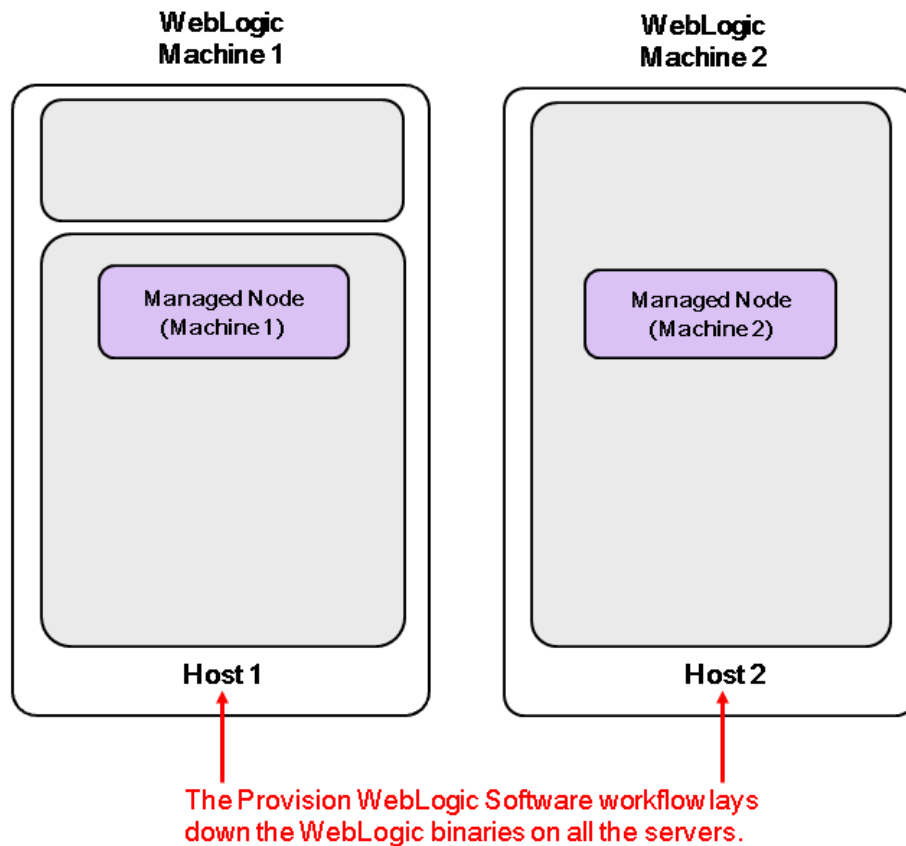 WebLogic
Machine 1
WebLogic
Machine 2
Managed Node
(Machine 1)
Managed Node
(Machine 2)
Host 1
Host 2
The Provision WebLogic Software workflow lays
down the WebLogic binaries on all the servers.